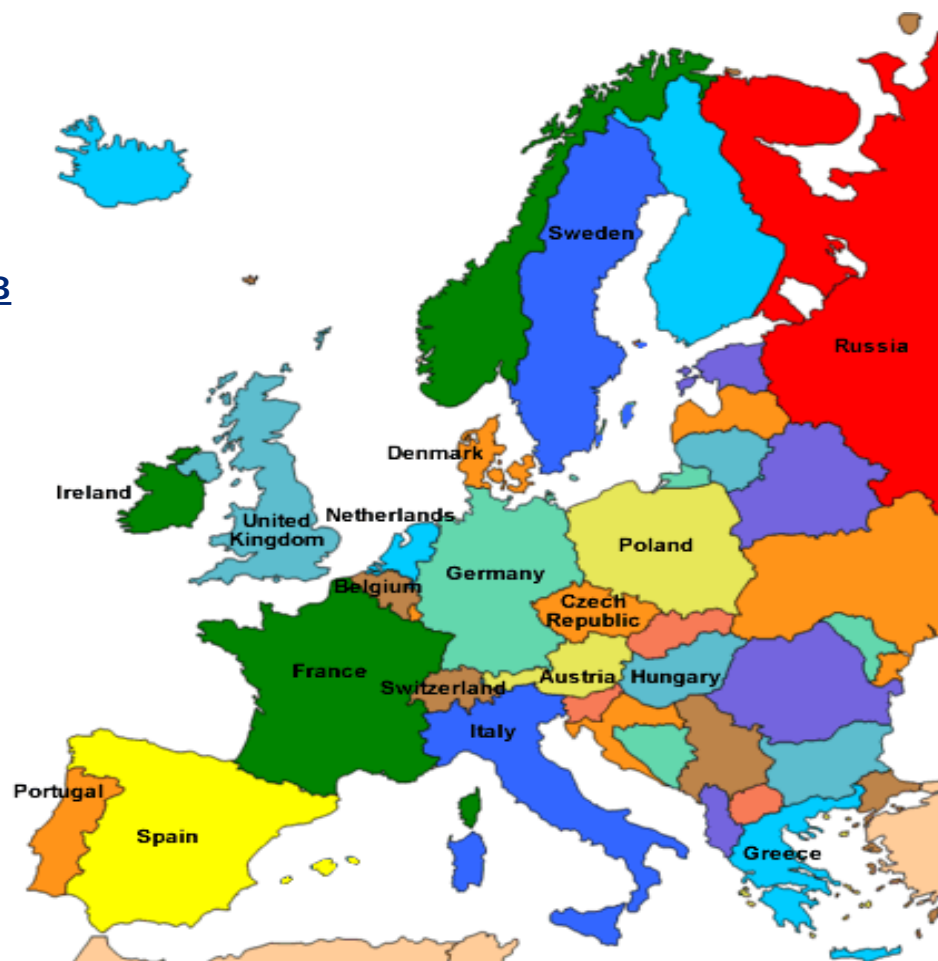 Sweden
B
Russia
Denmark
Ireland
Netherlands
United
Kingdom
Poland
Germany
Belgium
Czech
Republic
France
Austria
Hungary
Switzerland
Italy
Portugal
Spain
Greece